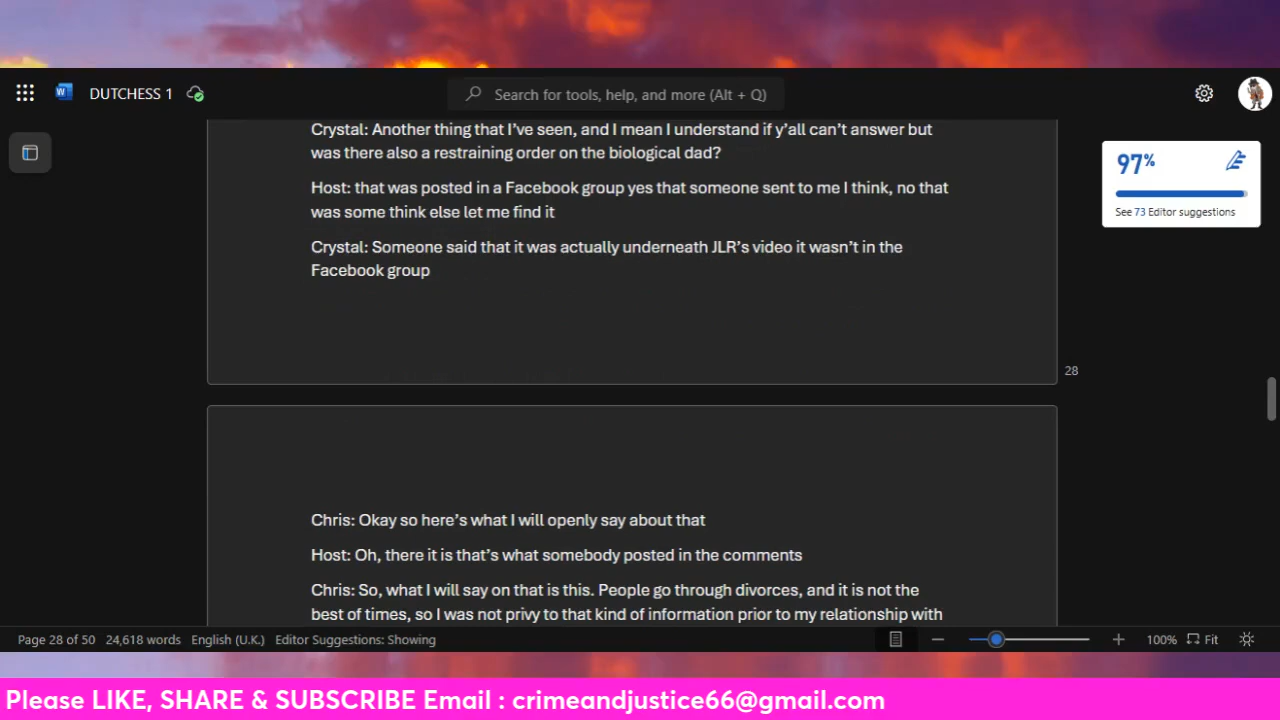 DUTCHESS 1
Search for tools, help, and more (Alt + Q)
Crystal: Another thing that I've seen, and I mean I understand if y'all can't answer but
was there also a restraining order on the biological dad?
Host: that was posted in a Facebook group yes that someone sent to me I think, no that
was some think else let me find it
Crystal: Someone said that it was actually underneath JLR's video it wasn't in the
Facebook group
97%
See 73 Editor suggestions
28
Chris: Okay so here's what I will openly say about that
Host: Oh, there it is that's what somebody posted in the comments
Chris: So, what I will say on that is this. People go through divorces, and it is not the
best of times, so I was not privy to that kind of information prior to my relationship with
Page 28 of 50 24,618 words English (U.K.) Editor Suggestions: Showing 100% Fit
Please LIKE, SHARE & SUBSCRIBE Email : crimeandjustice66@gmail.com